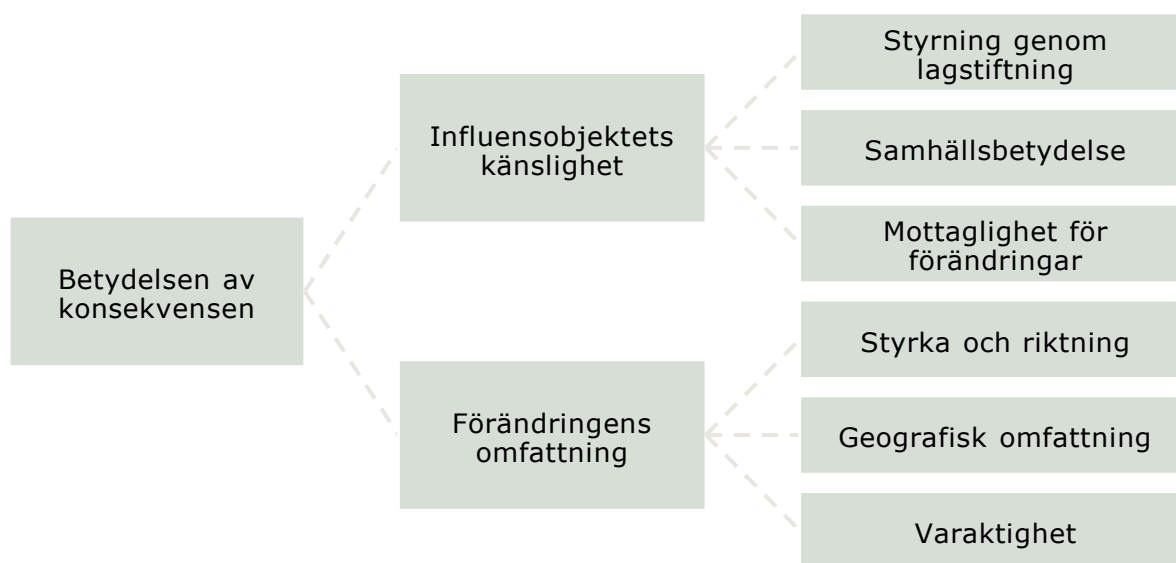 Betydelsen av
konsekvensen
Influensobjektets
känslighet
Styrning genom
lagstiftning
Samhällsbetydelse
Mottaglighet för
förändringar
Förändringens
omfattning
Styrka och riktning
Geografisk omfattning
Varaktighet